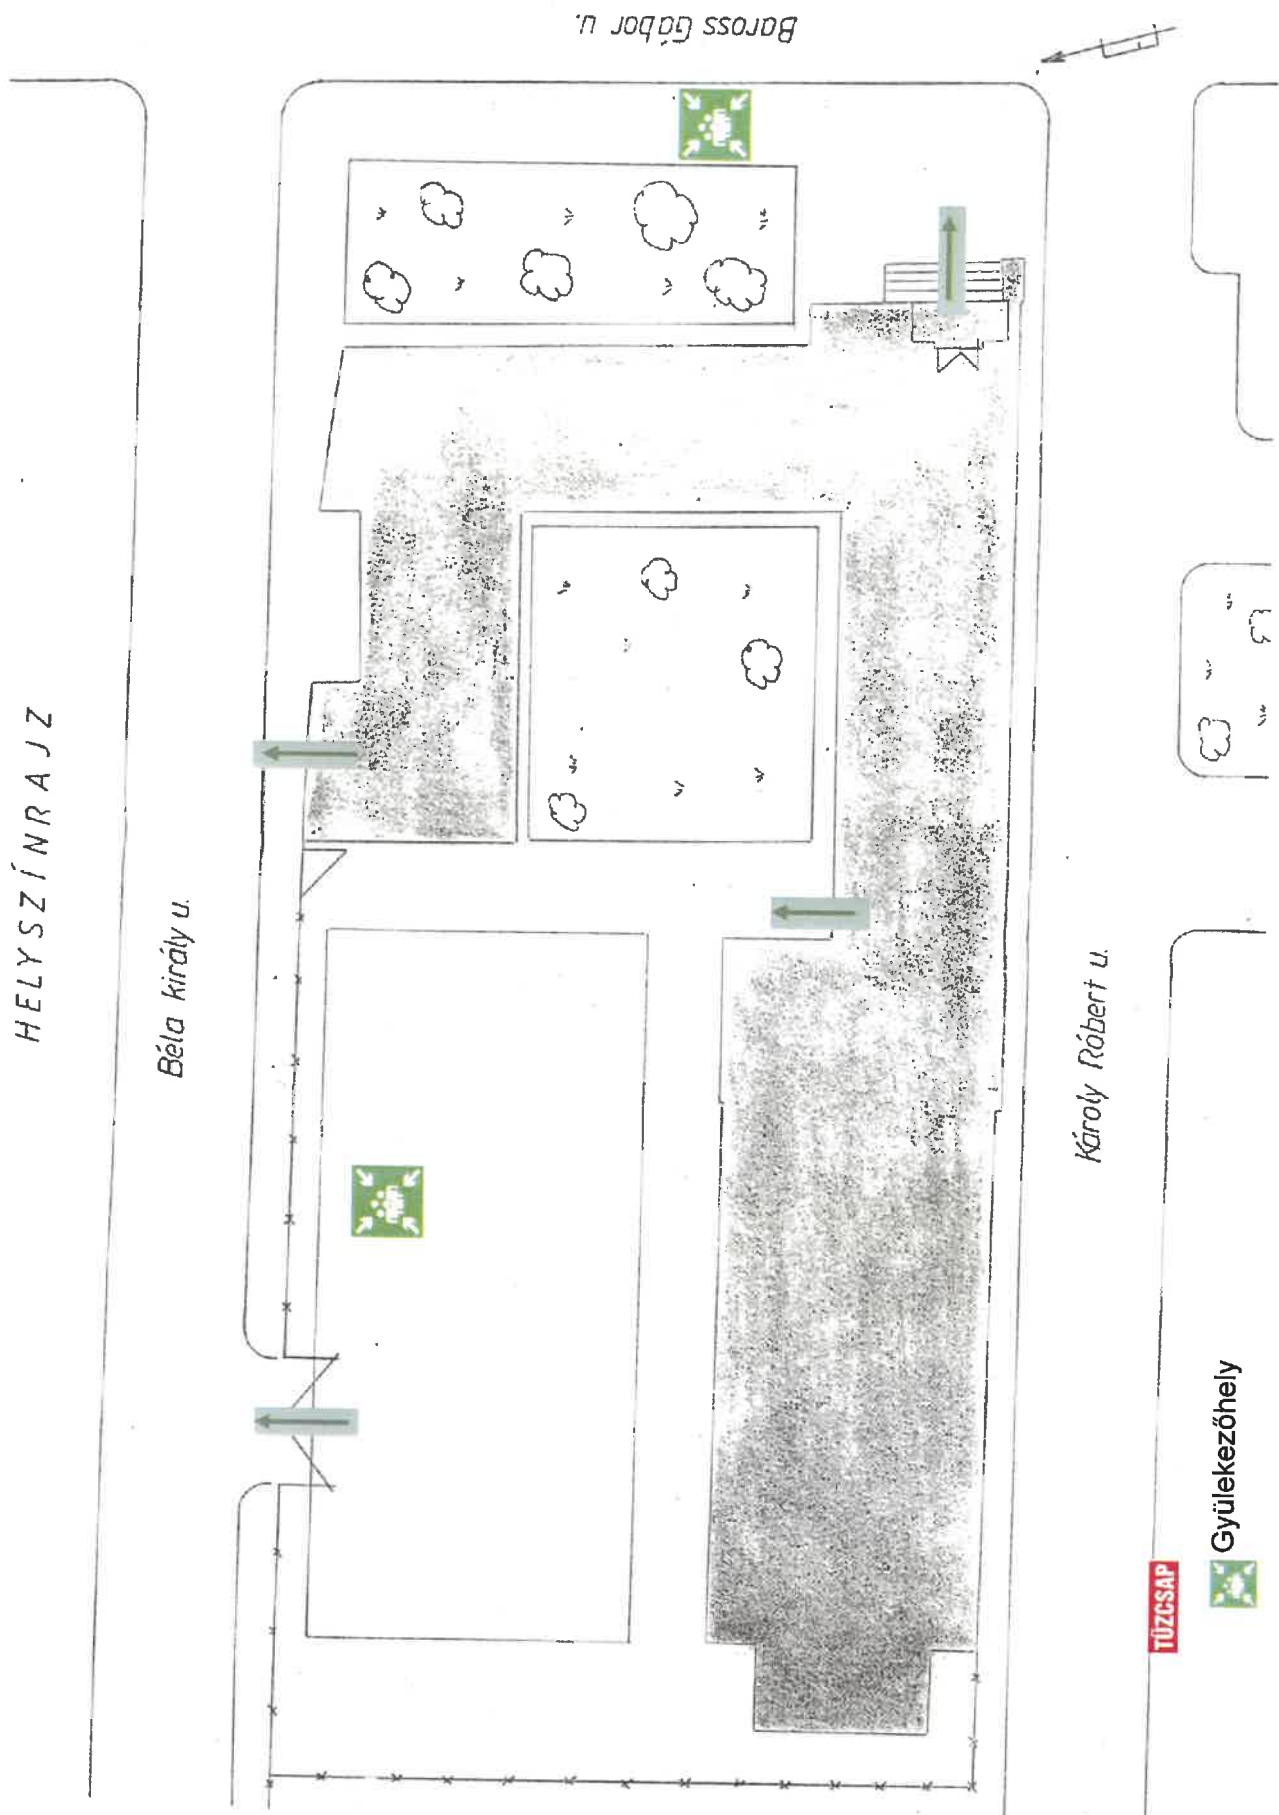 HELYSZÍNRAJZ
Béla király u.
Baross Gábor u.
Károly Róbert u.
TŰZCSAP
Gyülekezőhely